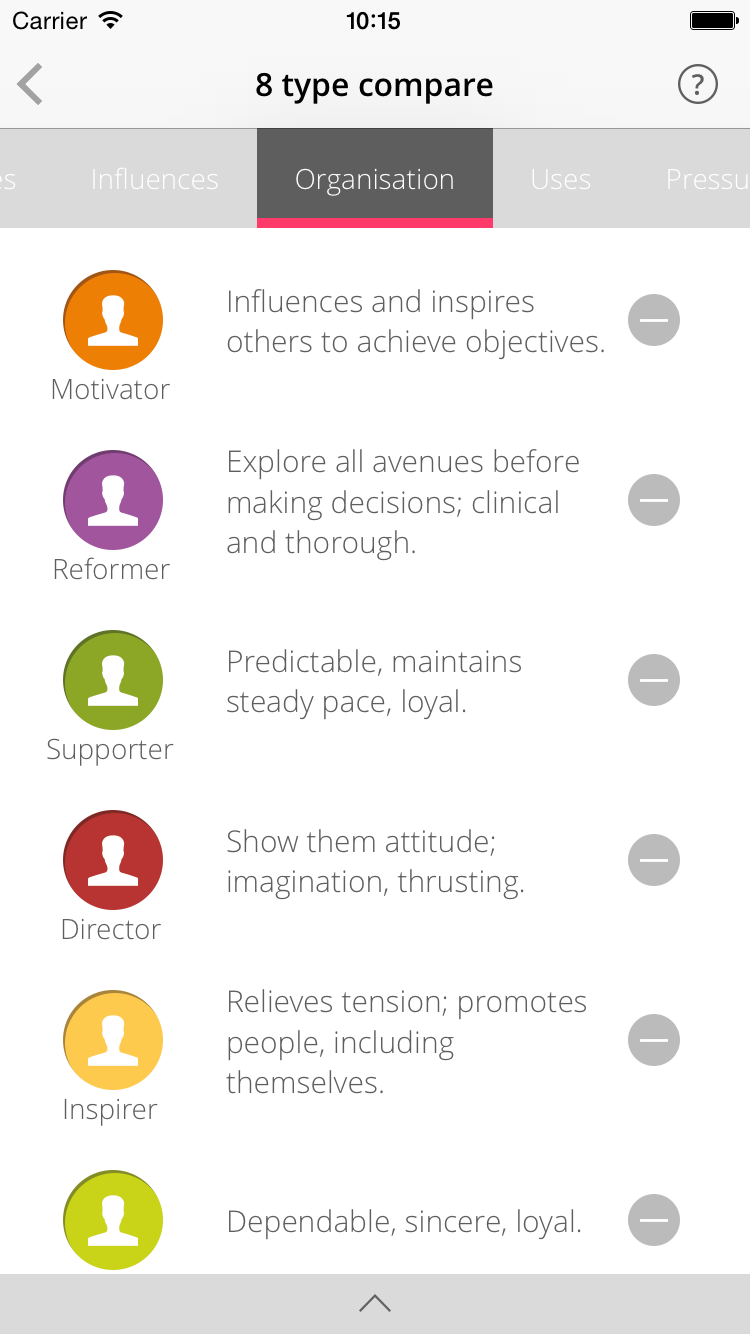 Carrier 10:15
8 type compare ?
es Influences Organisation Uses Pressu
Influences and inspires
others to achieve objectives.
Motivator
Explore all avenues before
making decisions; clinical
and thorough.
Reformer
Predictable, maintains
steady pace, loyal.
Supporter
Show them attitude;
imagination, thrusting.
Director
Relieves tension; promotes
people, including
themselves.
Inspirer
Dependable, sincere, loyal.